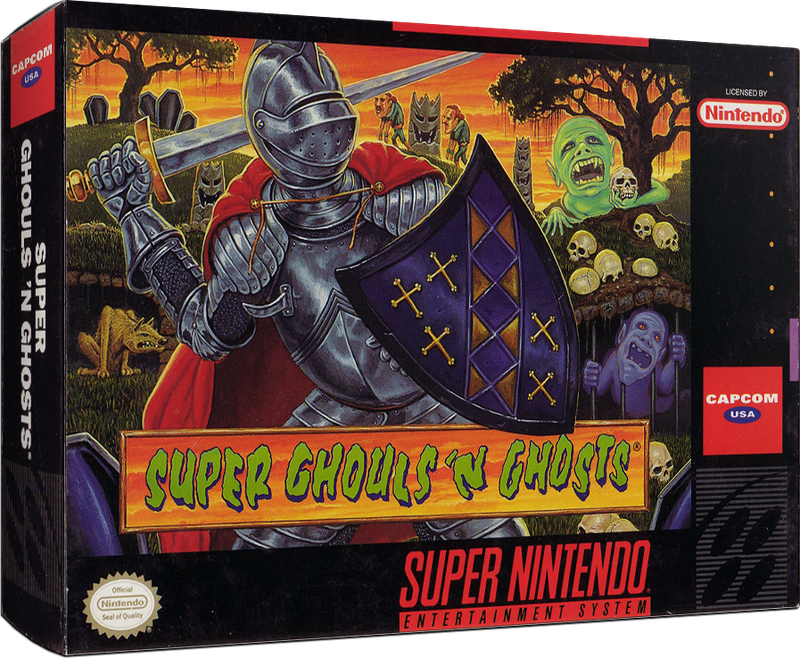 CAPCOM
USA
SUPER
GHOULS 'N GHOSTS®
LICENSED BY
Nintendo®
CAPCOM
USA
SUPER GHOULS 'N GHOSTS®
Official
Nintendo
Seal of Quality
SUPER NINTENDO®
ENTERTAINMENT SYSTEM